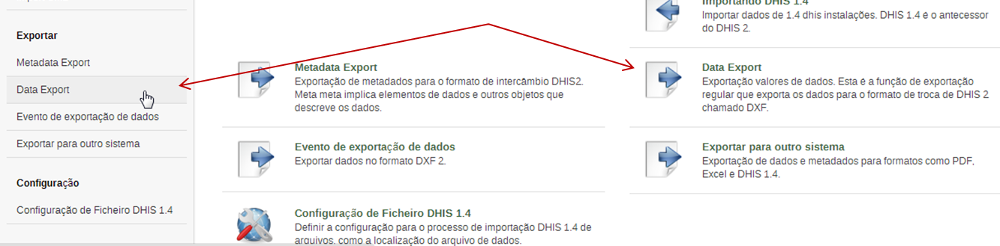 Exportar
Metadata Export
Data Export
Evento de exportação de dados
Exportar para outro sistema
Configuração
Configuração de Ficheiro DHIS 1.4
Importando DHIS 1.4
Importar dados de 1.4 dhis instalações. DHIS 1.4 é o antecessor
do DHIS 2.
Metadata Export
Exportação de metadados para o formato de intercâmbio DHIS2.
Meta meta implica elementos de dados e outros objetos que
descreve os dados.
Data Export
Exportação valores de dados. Esta é a função de exportação
regular que exporta os dados para o formato de troca de DHIS 2
chamado DXF.
Evento de exportação de dados
Exportar dados no formato DXF 2.
Exportar para outro sistema
Exportação de dados e metadados para formatos como PDF,
Excel e DHIS 1.4.
Configuração de Ficheiro DHIS 1.4
Definir a configuração para o processo de importação DHIS 1.4 de
arquivos, como a localização do arquivo de dados.